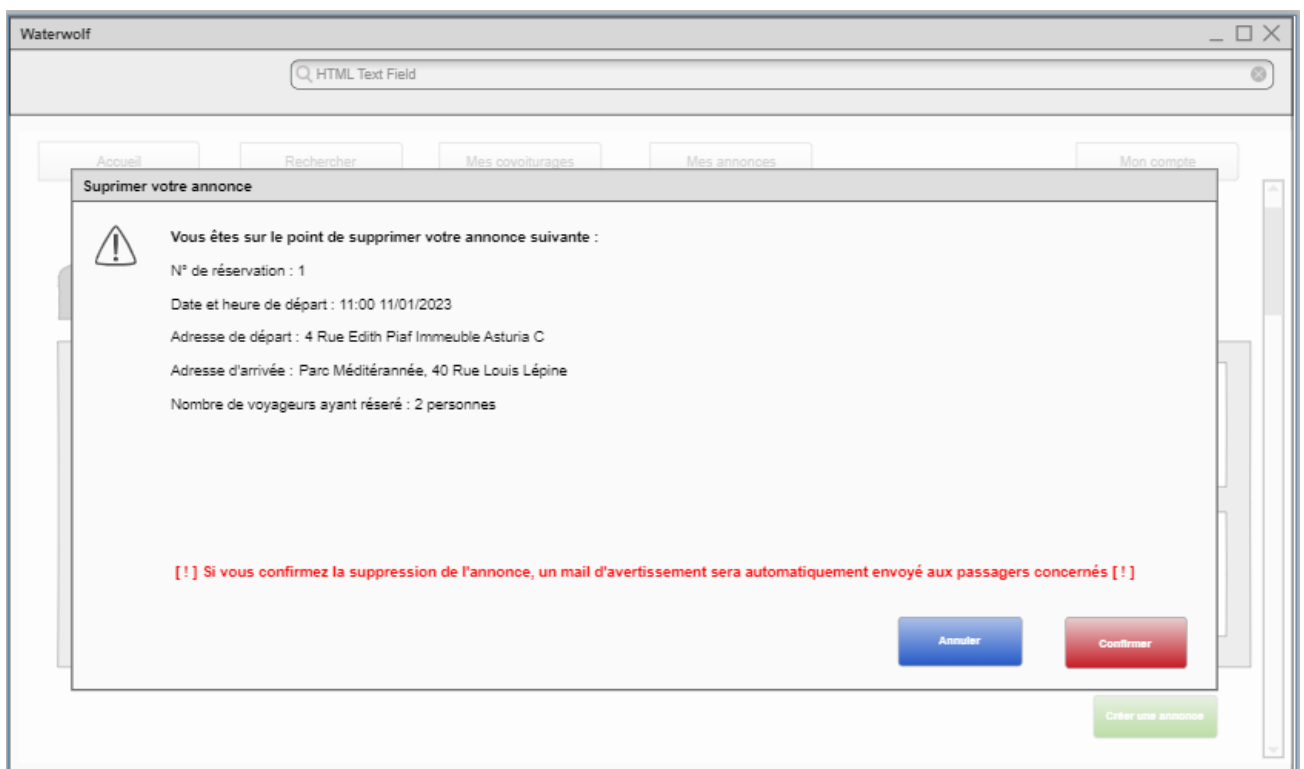 Waterwolf
HTML Text Field
Accueil
Rechercher
Mes covoiturages
Mes annonces
Mon compte
Suprimer votre annonce
Vous êtes sur le point de supprimer votre annonce suivante :
N° de réservation : 1
Date et heure de départ : 11:00 11/01/2023
Adresse de départ : 4 Rue Edith Piaf Immeuble Asturia C
Adresse d'arrivée : Parc Méditérannée, 40 Rue Louis Lépine
Nombre de voyageurs ayant réseré : 2 personnes
[ ! ] Si vous confirmez la suppression de l'annonce, un mail d'avertissement sera automatiquement envoyé aux passagers concernés [ ! ]
Annuler
Confirmer
Créer une annonce